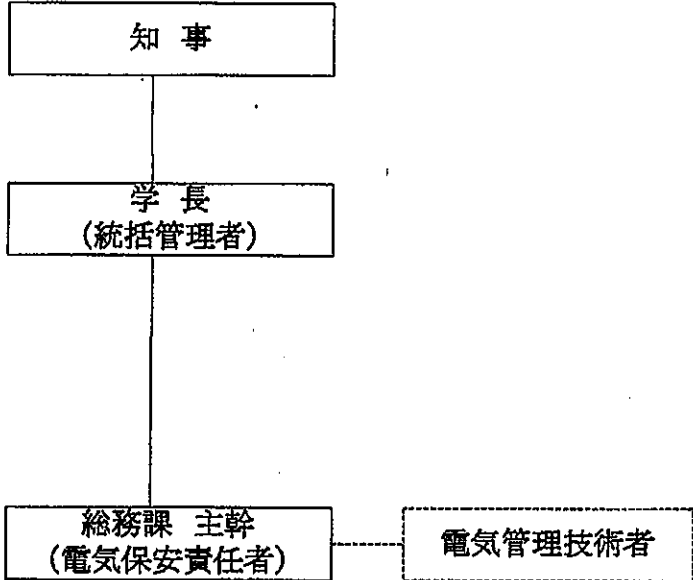 知 事
学 長
(統括管理者)
総務課 主幹
(電気保安責任者)
電気管理技術者